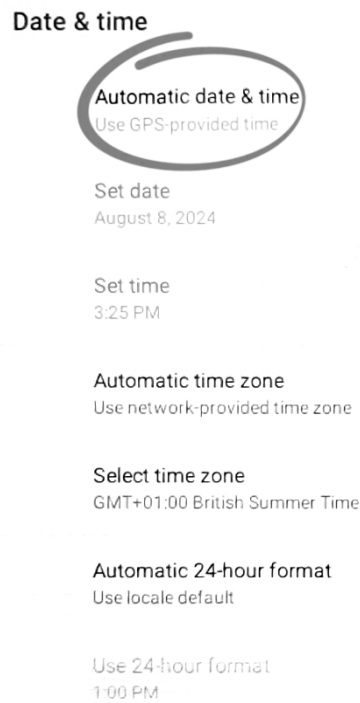 Date & time
Automatic date & time
Use GPS-provided time
Set date
August 8, 2024
Set time
3:25 PM
Automatic time zone
Use network-provided time zone
Select time zone
GMT+01:00 British Summer Time
Automatic 24-hour format
Use locale default
Use 24-hour format
1:00 PM